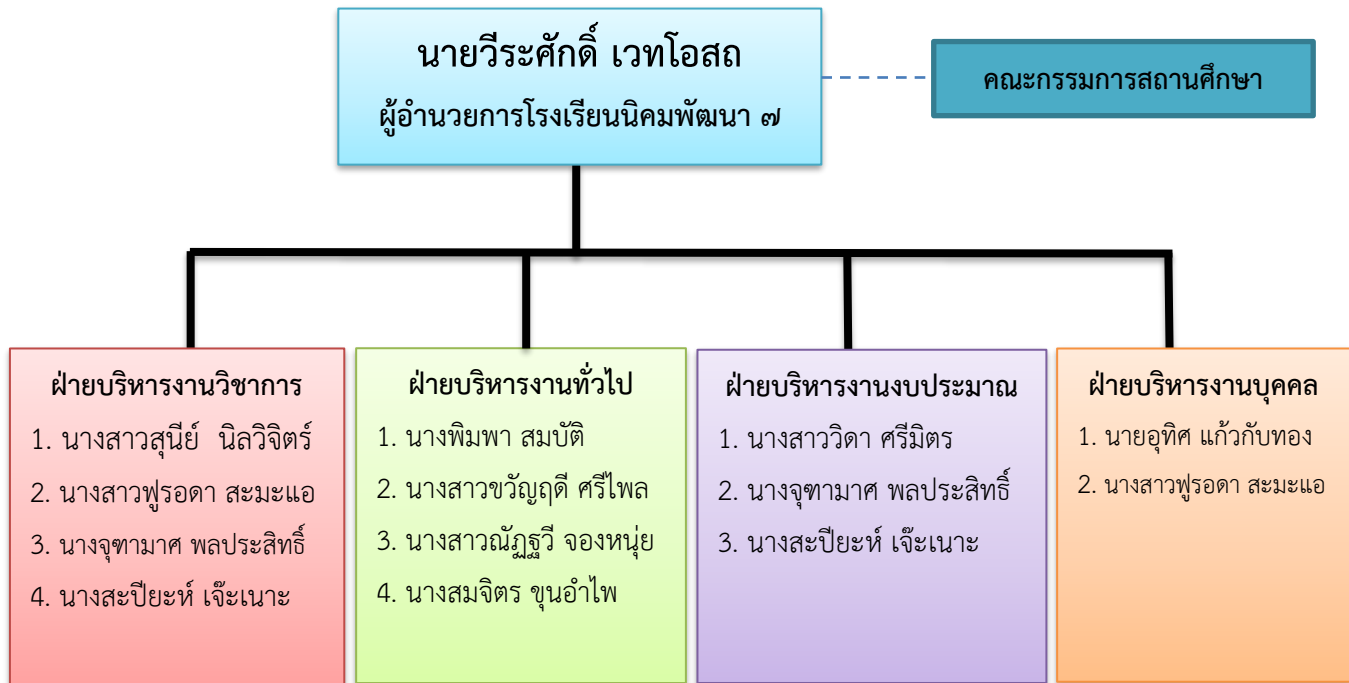 นายวีระศักดิ์ เวทโอสถ
ผู้อำนวยการโรงเรียนนิคมพัฒนา ๗
คณะกรรมการสถานศึกษา
ฝ่ายบริหารงานวิชาการ
1. นางสาวสุนีย์ นิลวิจิตร์
2. นางสาวฟูรอดา สะมะแอ
3. นางจุฑามาศ พลประสิทธิ์
4. นางสะปียะห์ เจ๊ะเนาะ
ฝ่ายบริหารงานทั่วไป
1. นางพิมพา สมบัติ
2. นางสาวขวัญฤดี ศรีไพล
3. นางสาวณัฏฐวี จองหนุ่ย
4. นางสมจิตร ขุนอำไพ
ฝ่ายบริหารงานงบประมาณ
1. นางสาววิดา ศรีมิตร
2. นางจุฑามาศ พลประสิทธิ์
3. นางสะปียะห์ เจ๊ะเนาะ
ฝ่ายบริหารงานบุคคล
1. นายอุทิศ แก้วกับทอง
2. นางสาวฟูรอดา สะมะแอ